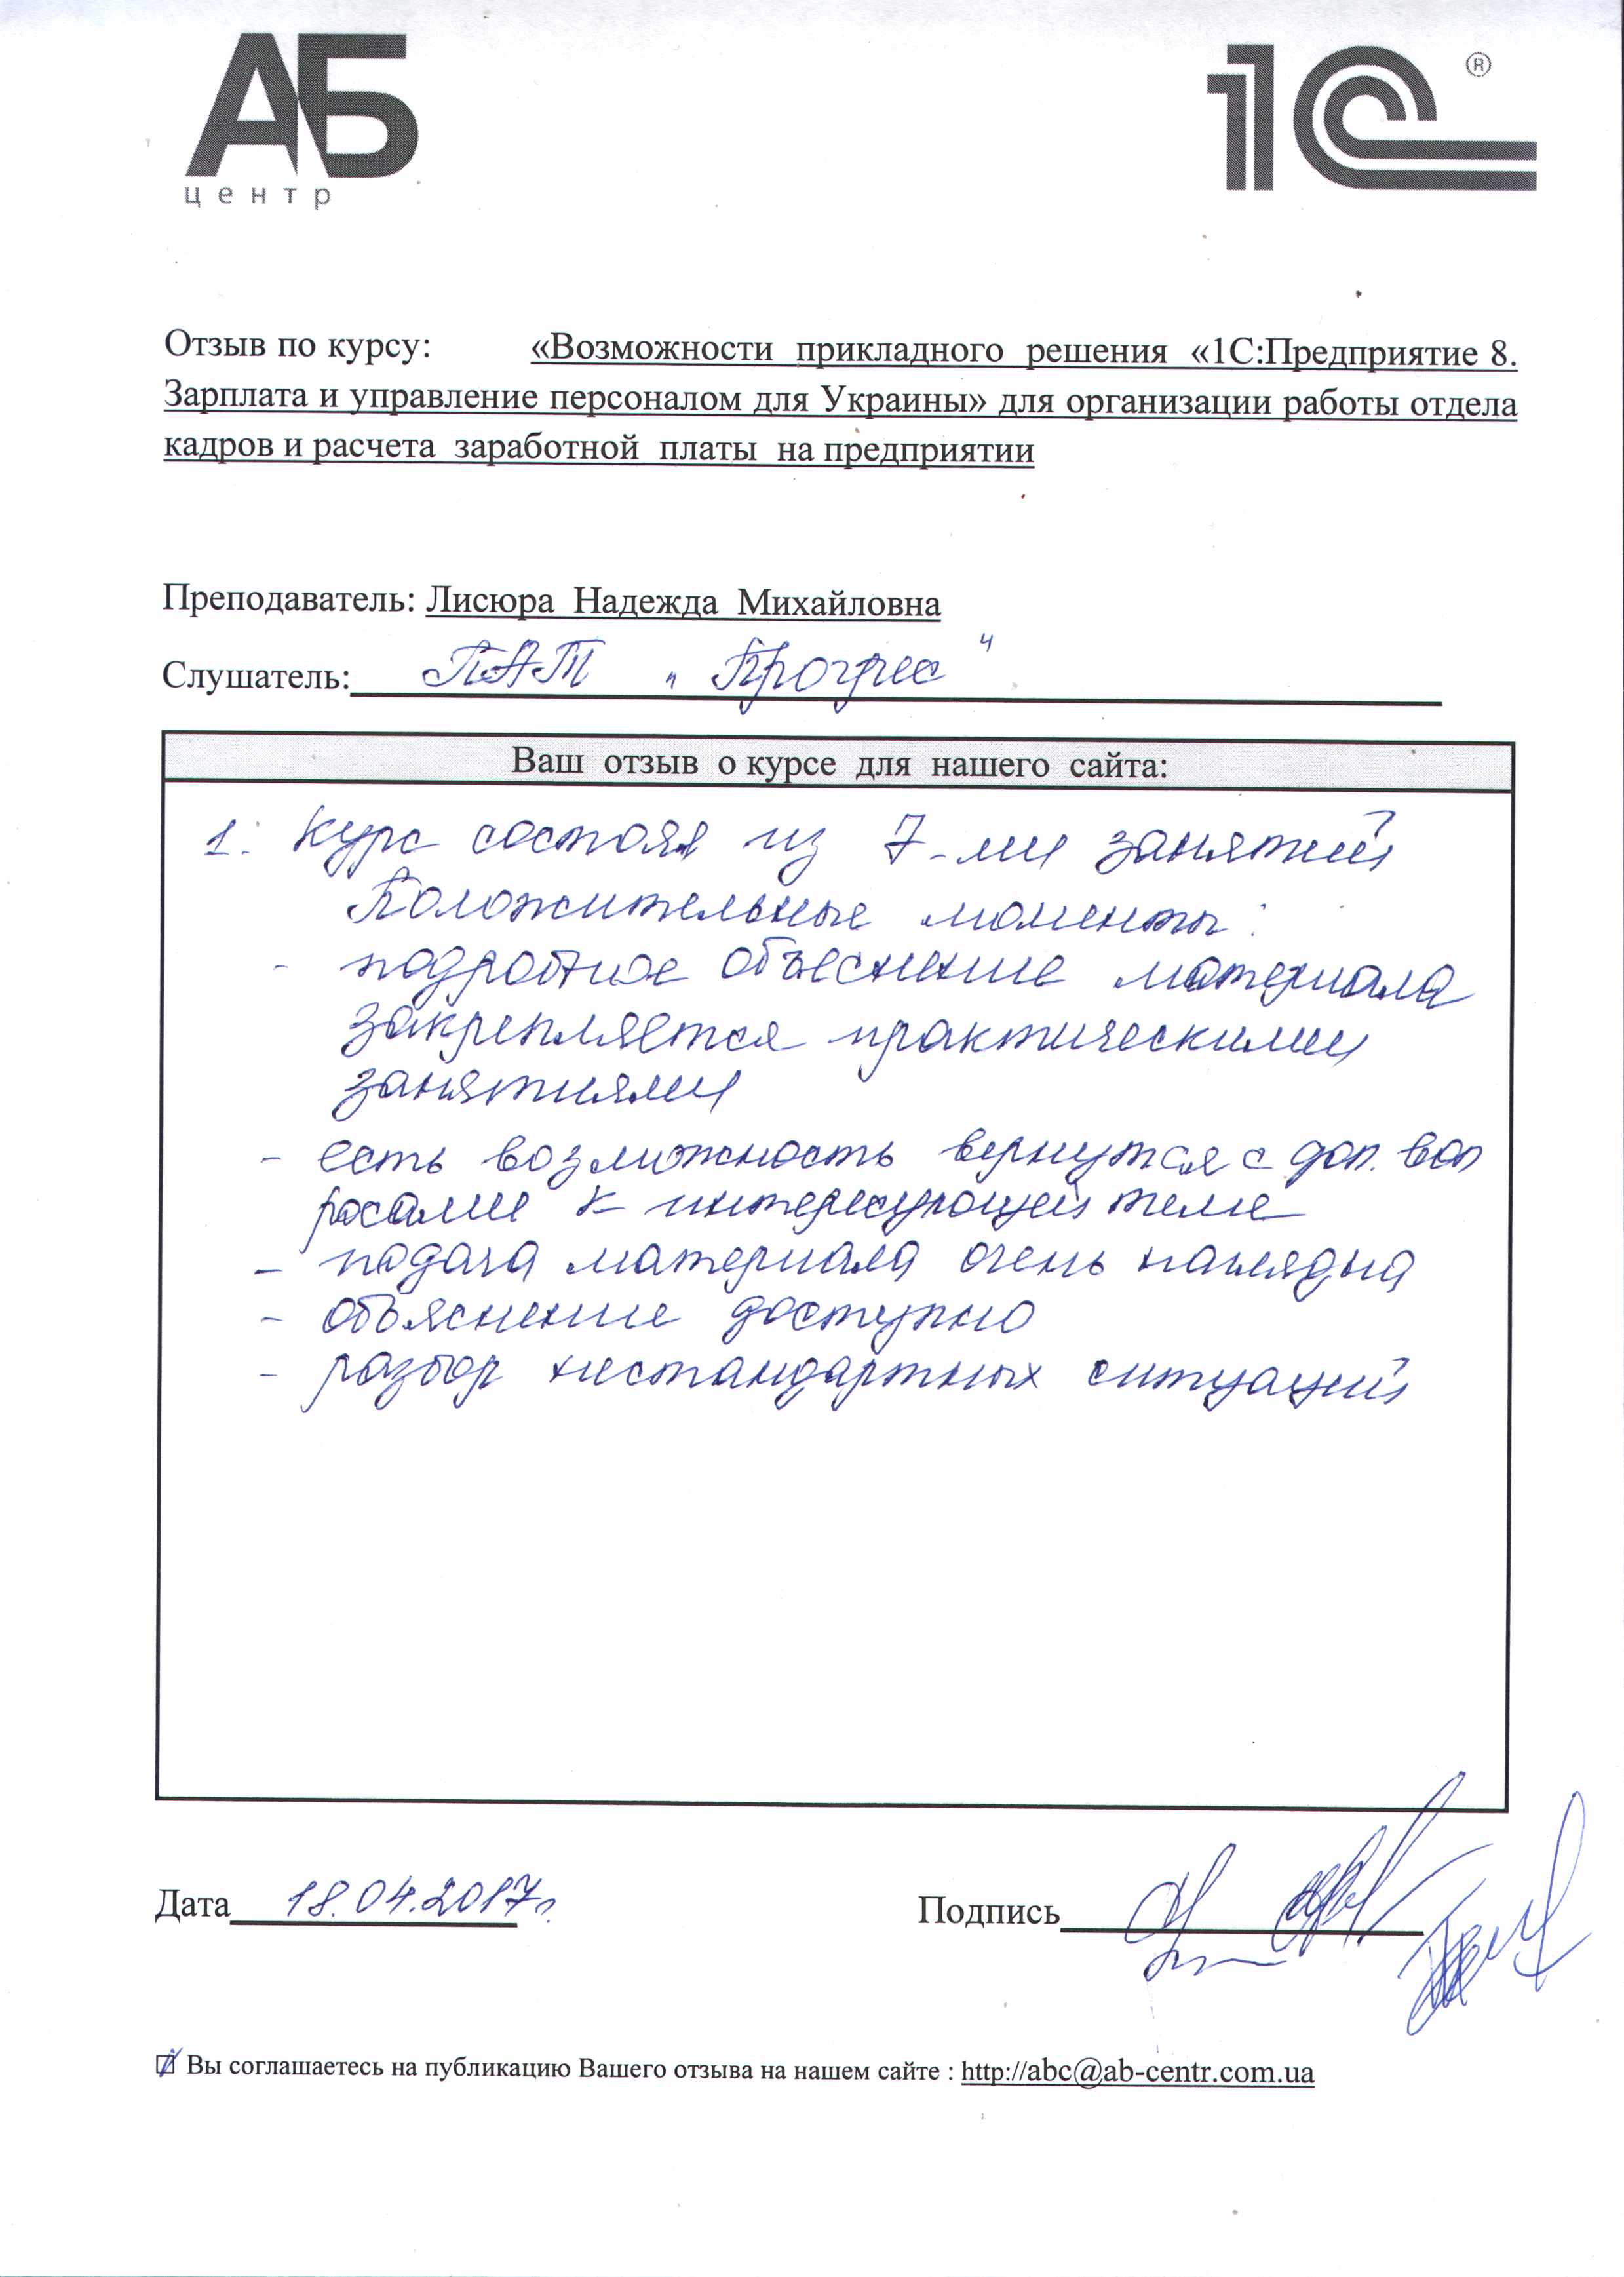 АБ
центр
1С®
Отзыв по курсу: «Возможности прикладного решения «1С:Предприятие 8.
Зарплата и управление персоналом для Украины» для организации работы отдела
кадров и расчета заработной платы на предприятии
Преподаватель: Лисюра Надежда Михайловна
Слушатель: ПАТ "Прогрес"
Ваш отзыв о курсе для нашего сайта:
1. Курс состоял из 7-ми занятий
Положительные моменты:
- подробное объеснение материала
закрепляется практическими
занятиями
- есть возможность вернутся с доп. воп
росами к интересующей теме
- подача материала очень наглядна
- объяснение доступно
- разбор нестандартных ситуаций
Дата 18.04.2017г.
Подпись
Вы соглашаетесь на публикацию Вашего отзыва на нашем сайте : http://abc@ab-centr.com.ua